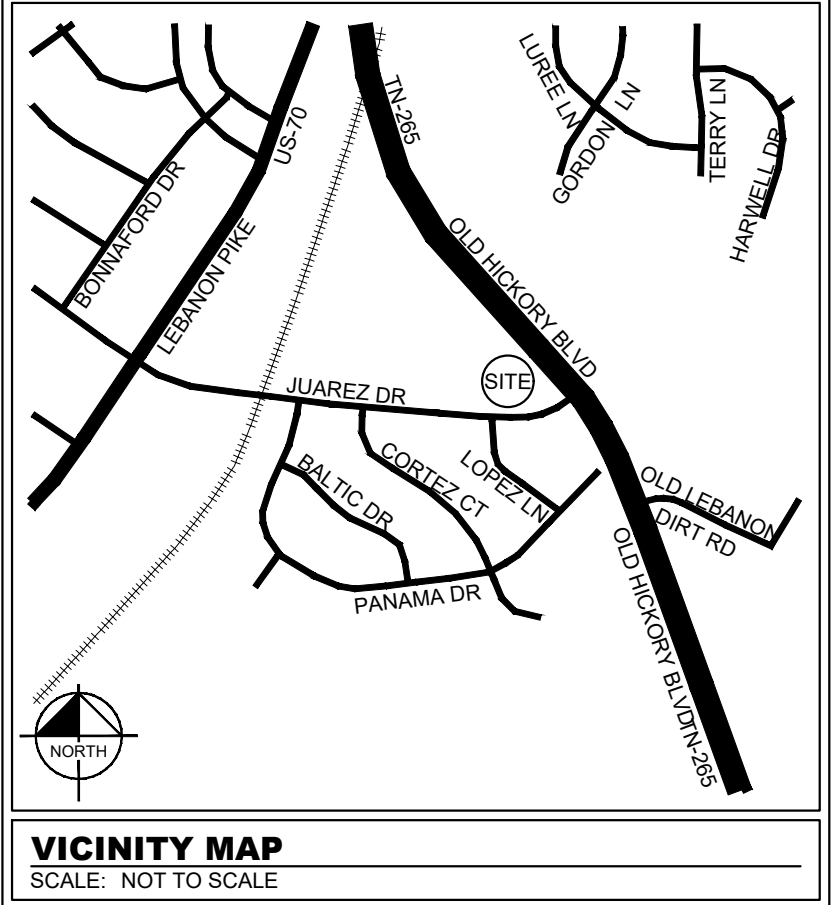 LUREE LN
GORDON LN
TERRY LN
HARWELL DR
TN-265
US-70
BONNAFORD DR
LEBANON PIKE
OLD HICKORY BLVD
SITE
JUAREZ DR
BALTIC DR
CORTEZ CT
LOPEZ LN
OLD LEBANON
DIRT RD
PANAMA DR
OLD HICKORY BLVD
TN-265
NORTH
VICINITY MAP
SCALE: NOT TO SCALE